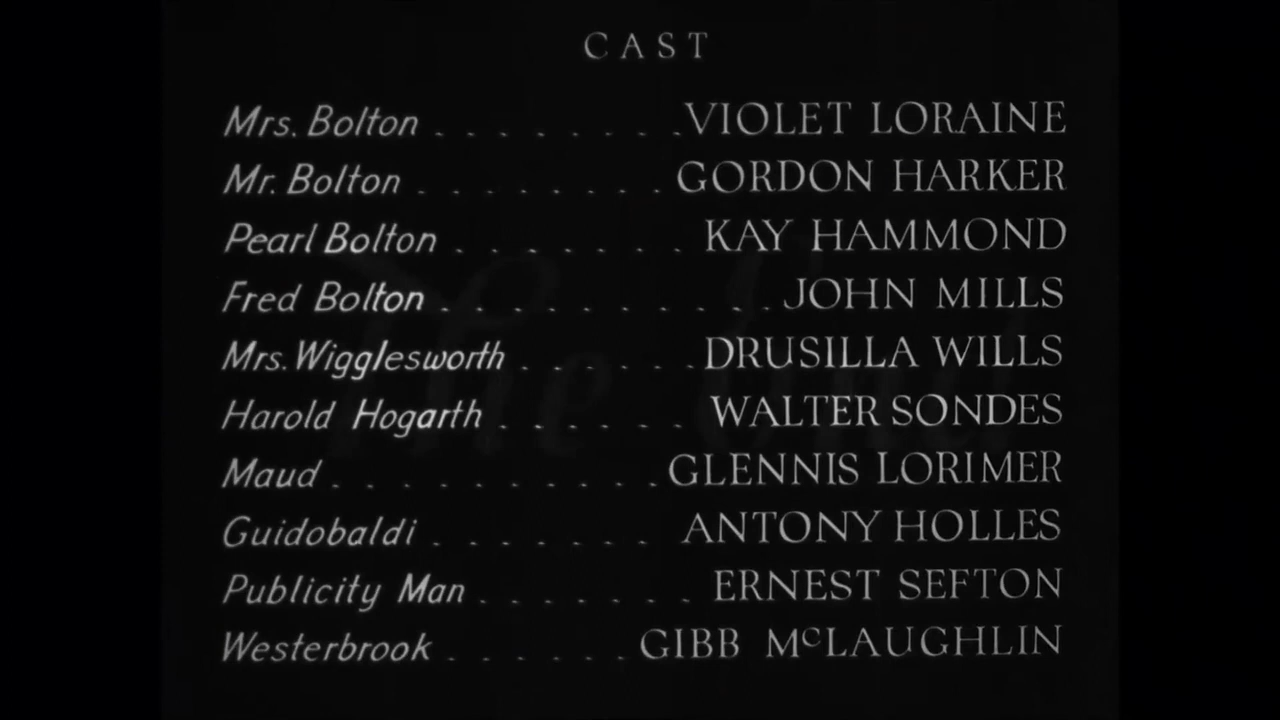 CAST
Mrs. Bolton . . . . . . . . VIOLET LORAINE
Mr. Bolton . . . . . . . . GORDON HARKER
Pearl Bolton . . . . . . . KAY HAMMOND
Fred Bolton . . . . . . . . . . JOHN MILLS
Mrs. Wigglesworth . . . . . . DRUSILLA WILLS
Harold Hogarth . . . . . . WALTER SONDES
Maud . . . . . . . . . . GLENNIS LORIMER
Guidobaldi . . . . . . . ANTONY HOLLES
Publicity Man . . . . . . . ERNEST SEFTON
Westerbrook . . . . . . GIBB McLAUGHLIN
The End